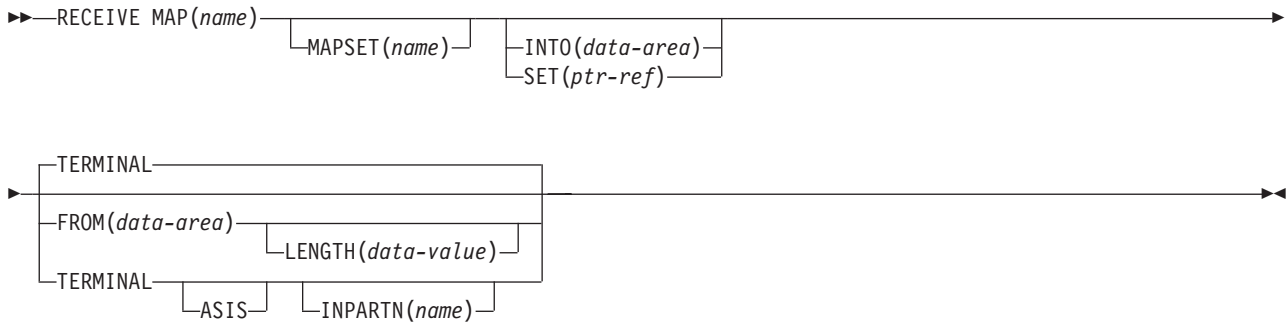 RECEIVE MAP(name)
MAPSET(name)
INTO(data-area)
SET(ptr-ref)
TERMINAL
FROM(data-area)
LENGTH(data-value)
TERMINAL
ASIS
INPARTN(name)